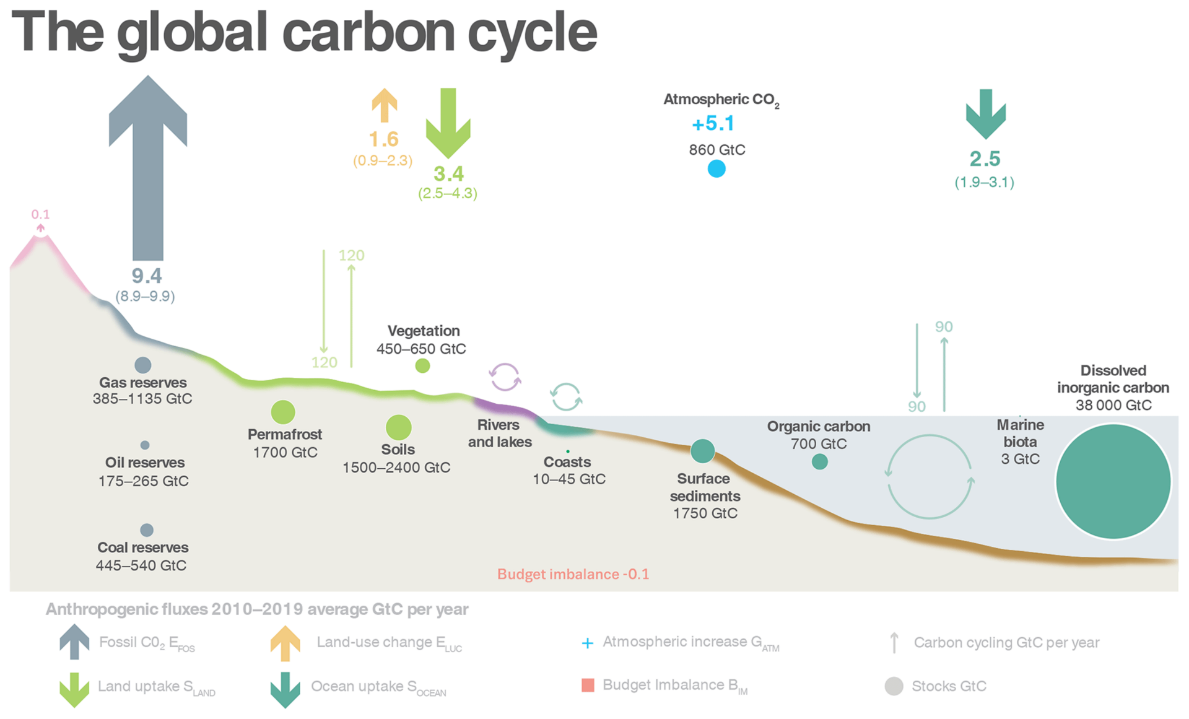 The global carbon cycle
Atmospheric CO2
+5.1
860 GtC
1.6
(0.9–2.3)
3.4
(2.5–4.3)
2.5
(1.9–3.1)
0.1
9.4
(8.9–9.9)
120
120
Vegetation
450–650 GtC
90
90
Gas reserves
385–1135 GtC
Permafrost
1700 GtC
Soils
1500–2400 GtC
Rivers
and lakes
Coasts
10–45 GtC
Surface
sediments
1750 GtC
Organic carbon
700 GtC
Marine
biota
3 GtC
Dissolved
inorganic carbon
38 000 GtC
Oil reserves
175–265 GtC
Coal reserves
445–540 GtC
Budget imbalance -0.1
Anthropogenic fluxes 2010–2019 average GtC per year
Fossil C02 EFOS
Land-use change ELUC
+ Atmospheric increase GATM
Carbon cycling GtC per year
Land uptake SLAND
Ocean uptake SOCEAN
Budget Imbalance BIM
Stocks GtC